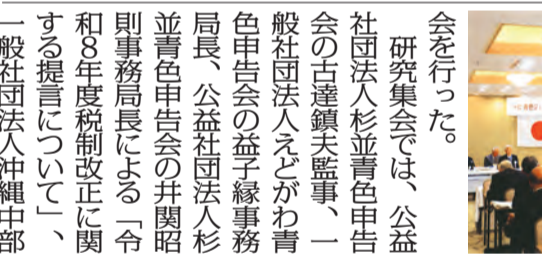 会を行った。
　研究集会では、公益
社団法人杉並青色申告
会の古達鎮夫監事、一
般社団法人えどがわ青
色申告会の益子縁事務
局長、公益社団法人杉
並青色申告会の井関昭
則事務局長による「令
和８年度税制改正に関
する提言について」、
一般社団法人沖縄中部